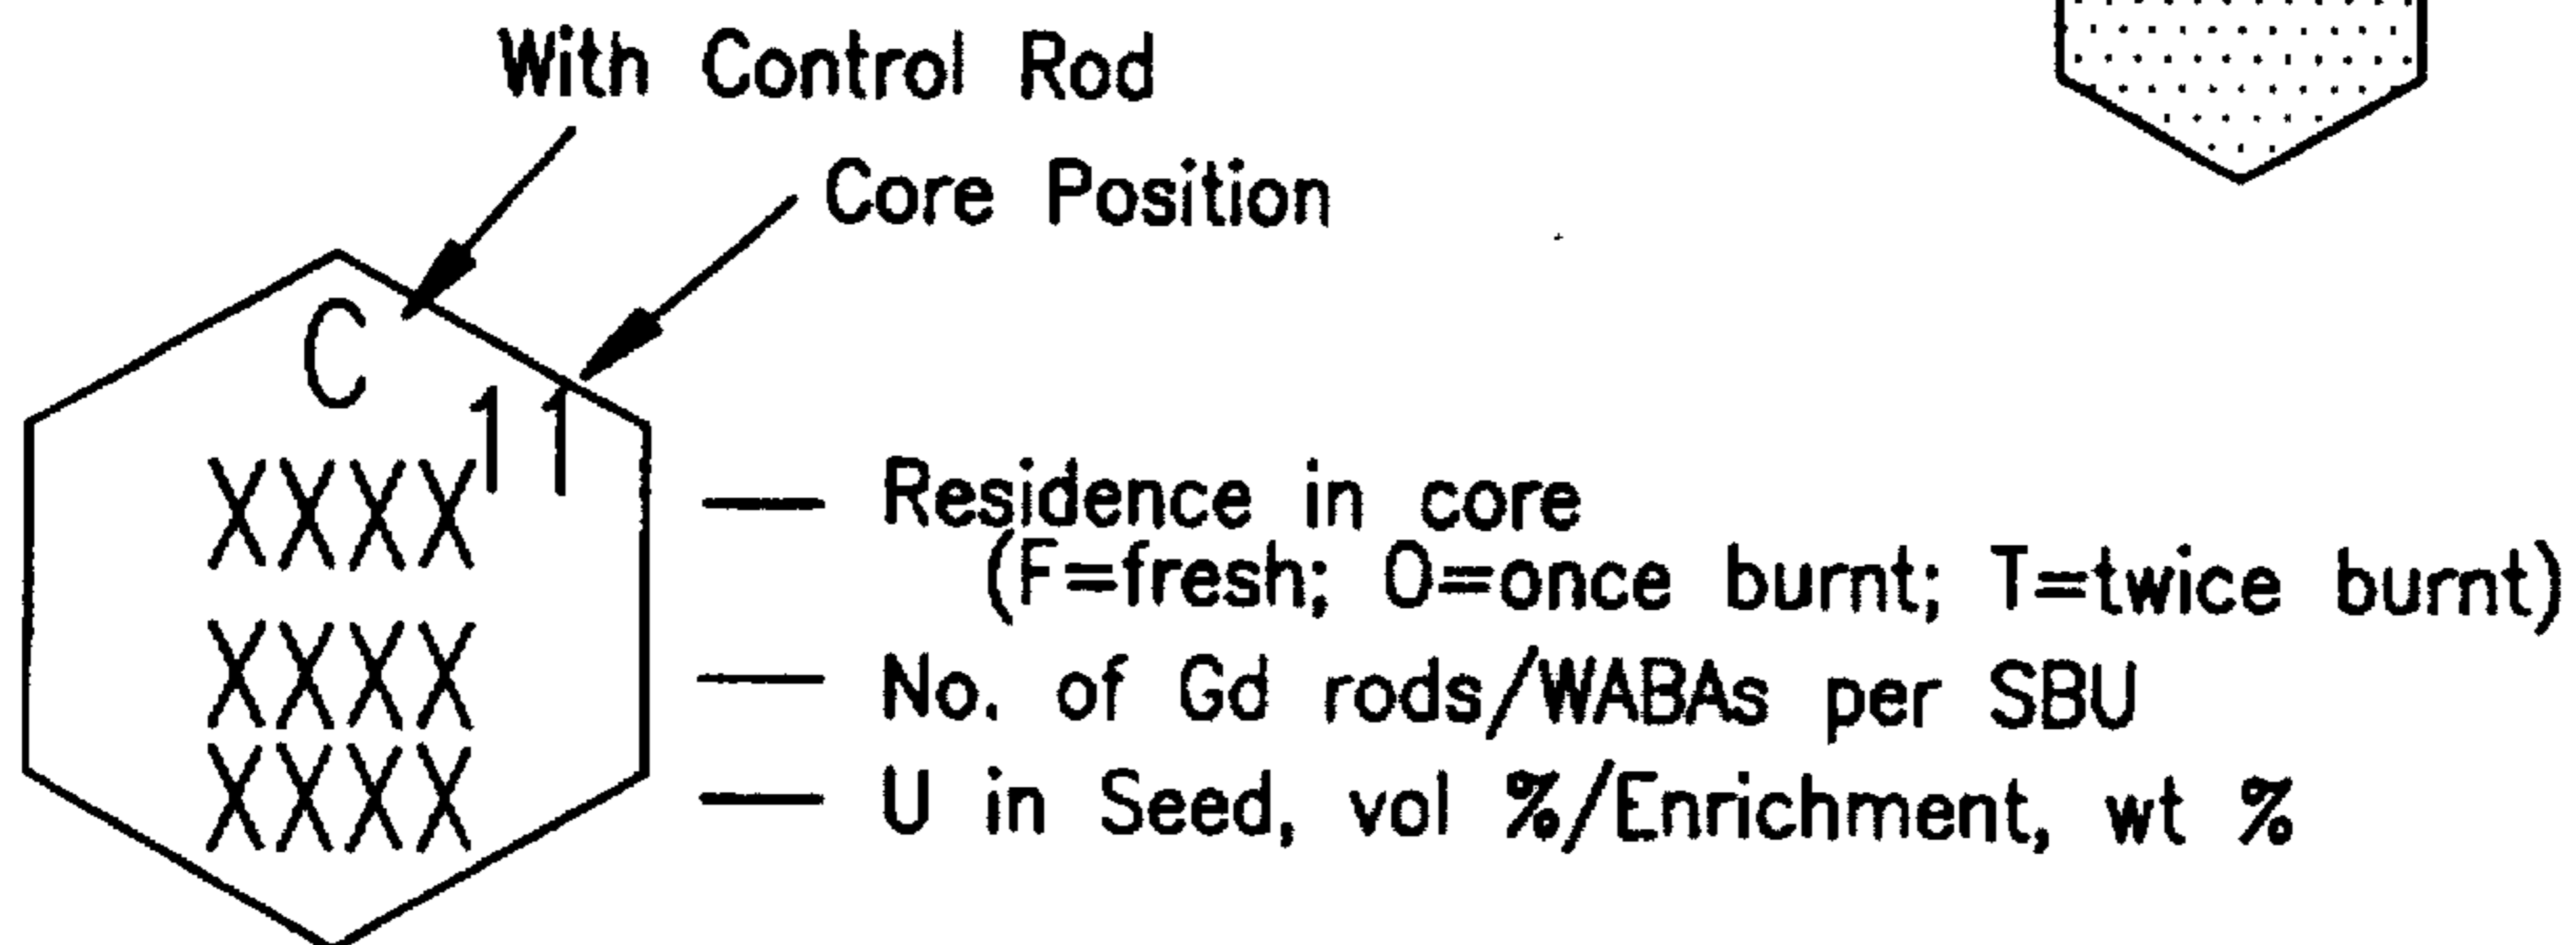 With Control Rod
Core Position
C
11
XXXX
Residence in core
(F=fresh; O=once burnt; T=twice burnt)
XXXX
No. of Gd rods/WABAs per SBU
XXXX
U in Seed, vol %/Enrichment, wt %